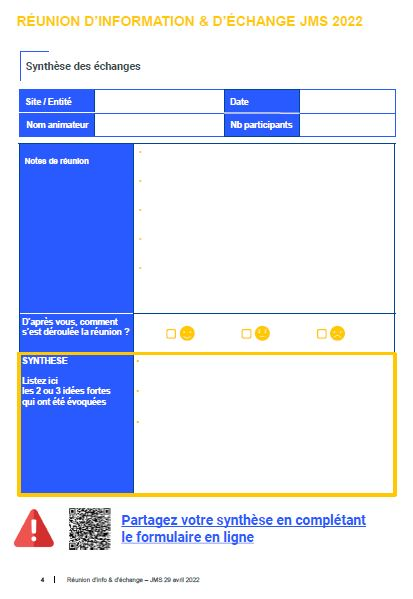 RÉUNION D'INFORMATION & D'ÉCHANGE JMS 2022
Synthèse des échanges
Site / Entité
Date
Nom animateur
Nb participants
Notes de réunion
D'après vous, comment
s'est déroulée la réunion ?
SYNTHESE
Listez ici
les 2 ou 3 idées fortes
qui ont été évoquées
Partagez votre synthèse en complétant
le formulaire en ligne
4 | Réunion d'info & d'échange – JMS 29 avril 2022